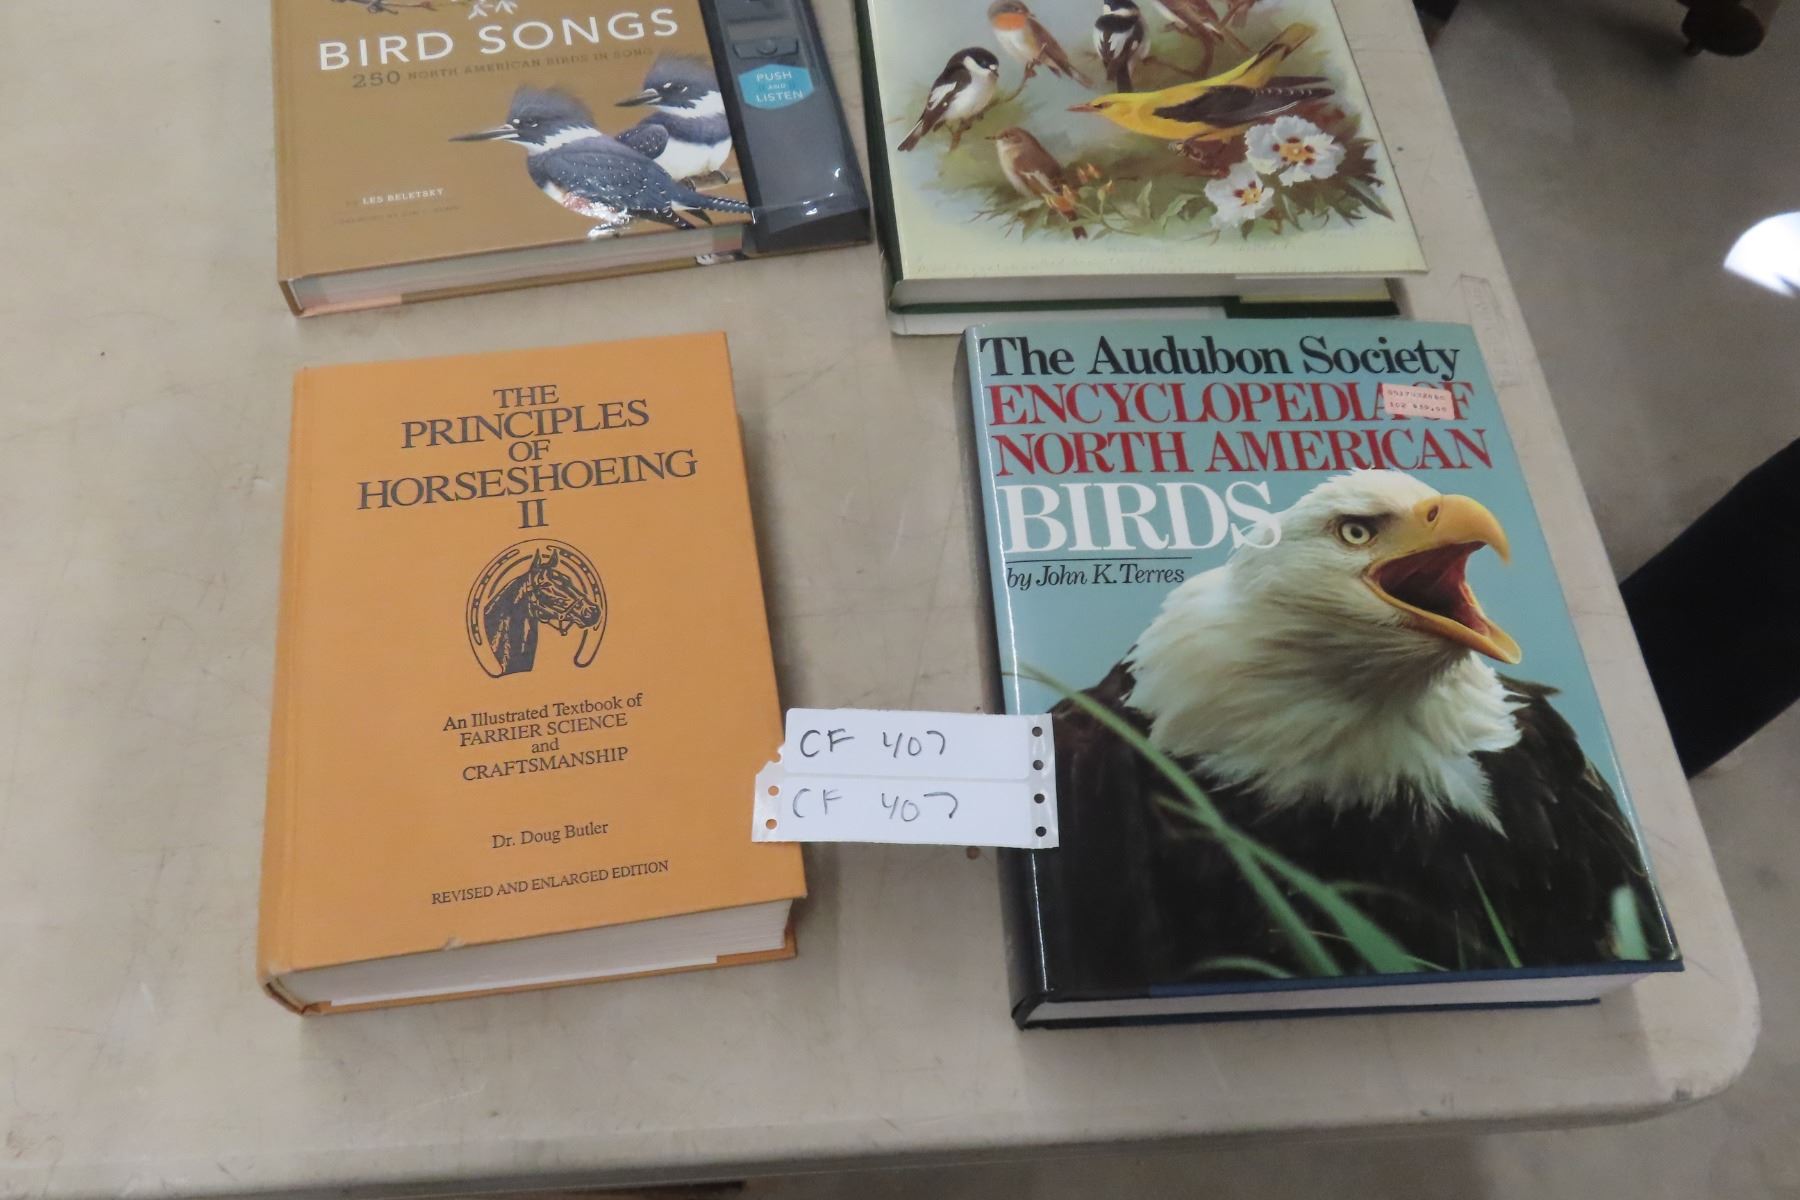 BIRD SONGS
250 NORTH AMERICAN BIRDS IN SONG
PUSH
AND
LISTEN
LES BELETSKY
THE
PRINCIPLES
OF
HORSESHOEING
II
An Illustrated Textbook of
FARRIER SCIENCE
and
CRAFTSMANSHIP
Dr. Doug Butler
REVISED AND ENLARGED EDITION
The Audubon Society
ENCYCLOPEDIA OF
NORTH AMERICAN
BIRDS
by John K. Terres
CF 407
CF 407